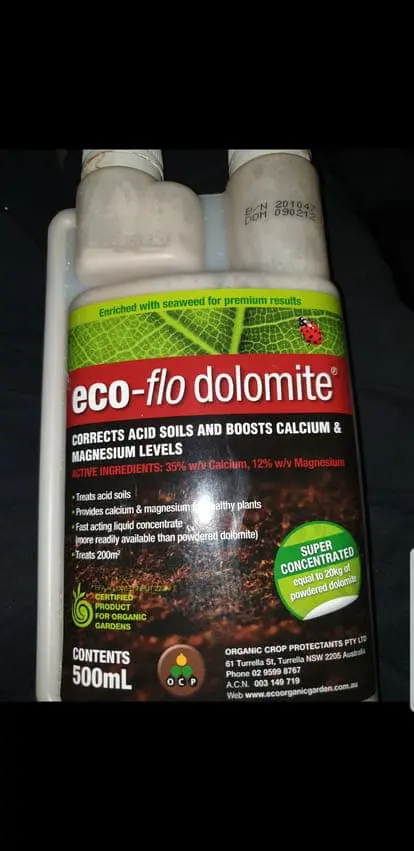 B/N 201047
DOM 090212
Enriched with seaweed for premium results
eco-flo dolomite®
CORRECTS ACID SOILS AND BOOSTS CALCIUM &
MAGNESIUM LEVELS
ACTIVE INGREDIENTS: 35% w/v Calcium, 12% w/v Magnesium
• Treats acid soils
• Provides calcium & magnesium healthy plants
• Fast acting liquid concentrate
(more readily available than powdered dolomite)
• Treats 200m²
SUPER
CONCENTRATED
equal to 20kg of
powdered dolomite
CERTIFIED
PRODUCT
FOR ORGANIC
GARDENS
CONTENTS
500mL
OCP
ORGANIC CROP PROTECTANTS PTY LTD
61 Turrella St, Turrella NSW 2205 Australia
Phone 02 9599 8767
A.C.N. 003 149 719
Web www.ecoorganicgarden.com.au